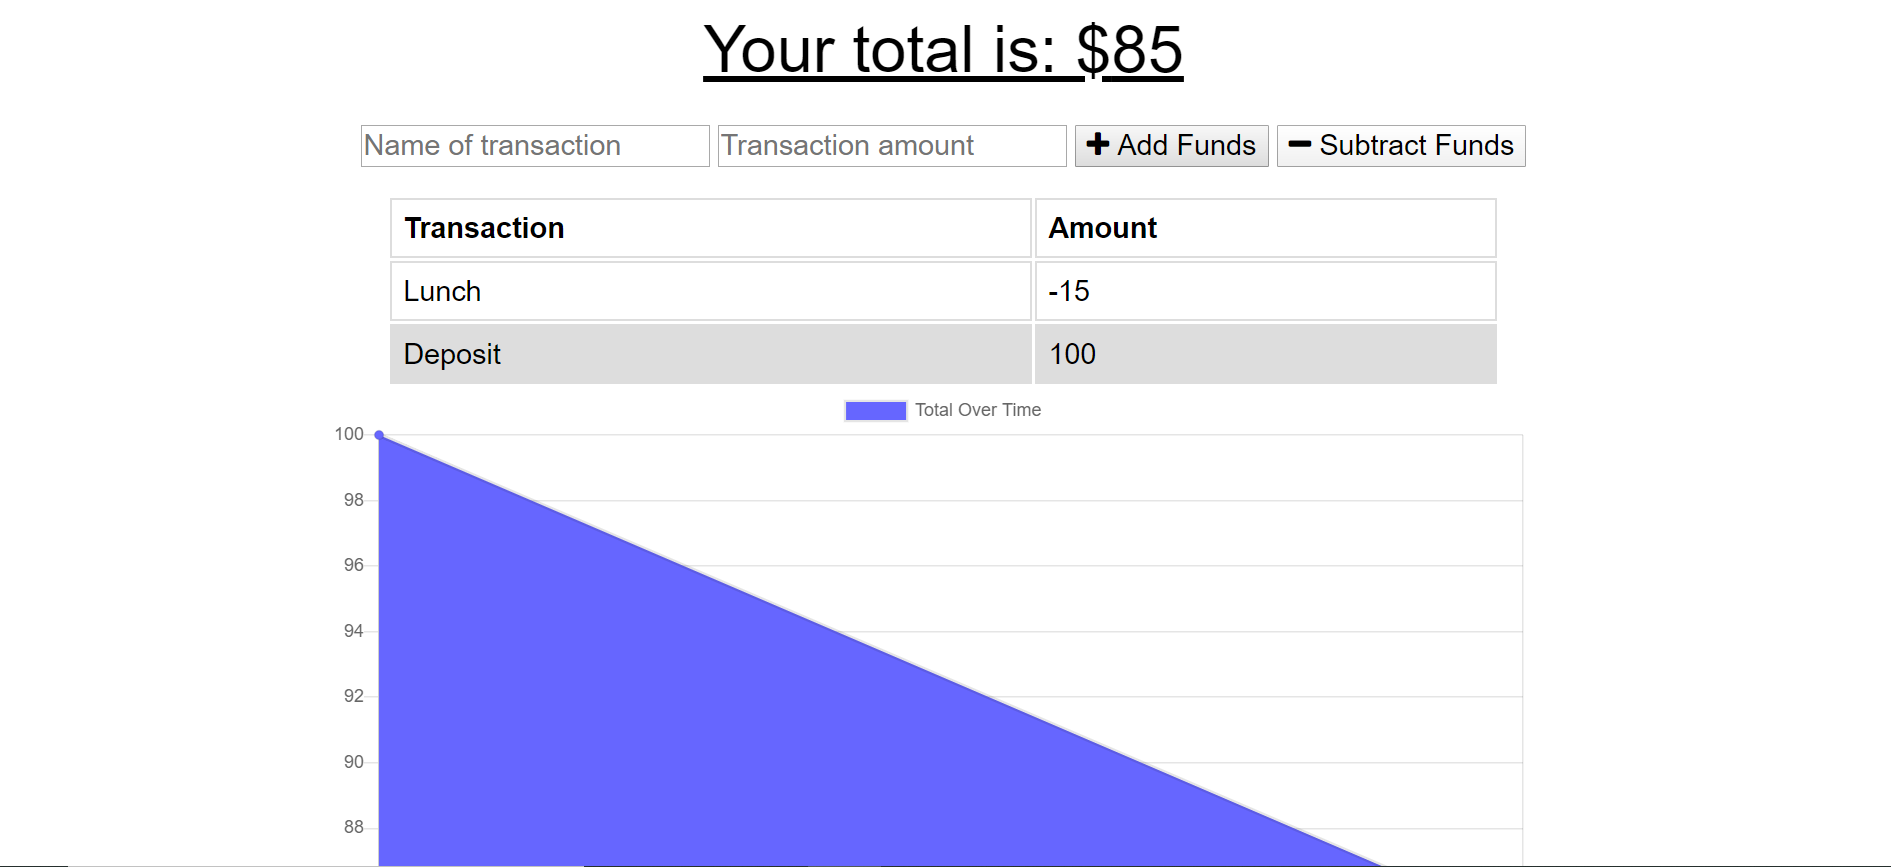 Your total is: $85
Name of transaction Transaction amount Add Funds Subtract Funds
Transaction Amount
Lunch -15
Deposit 100
Total Over Time
100
98
96
94
92
90
88